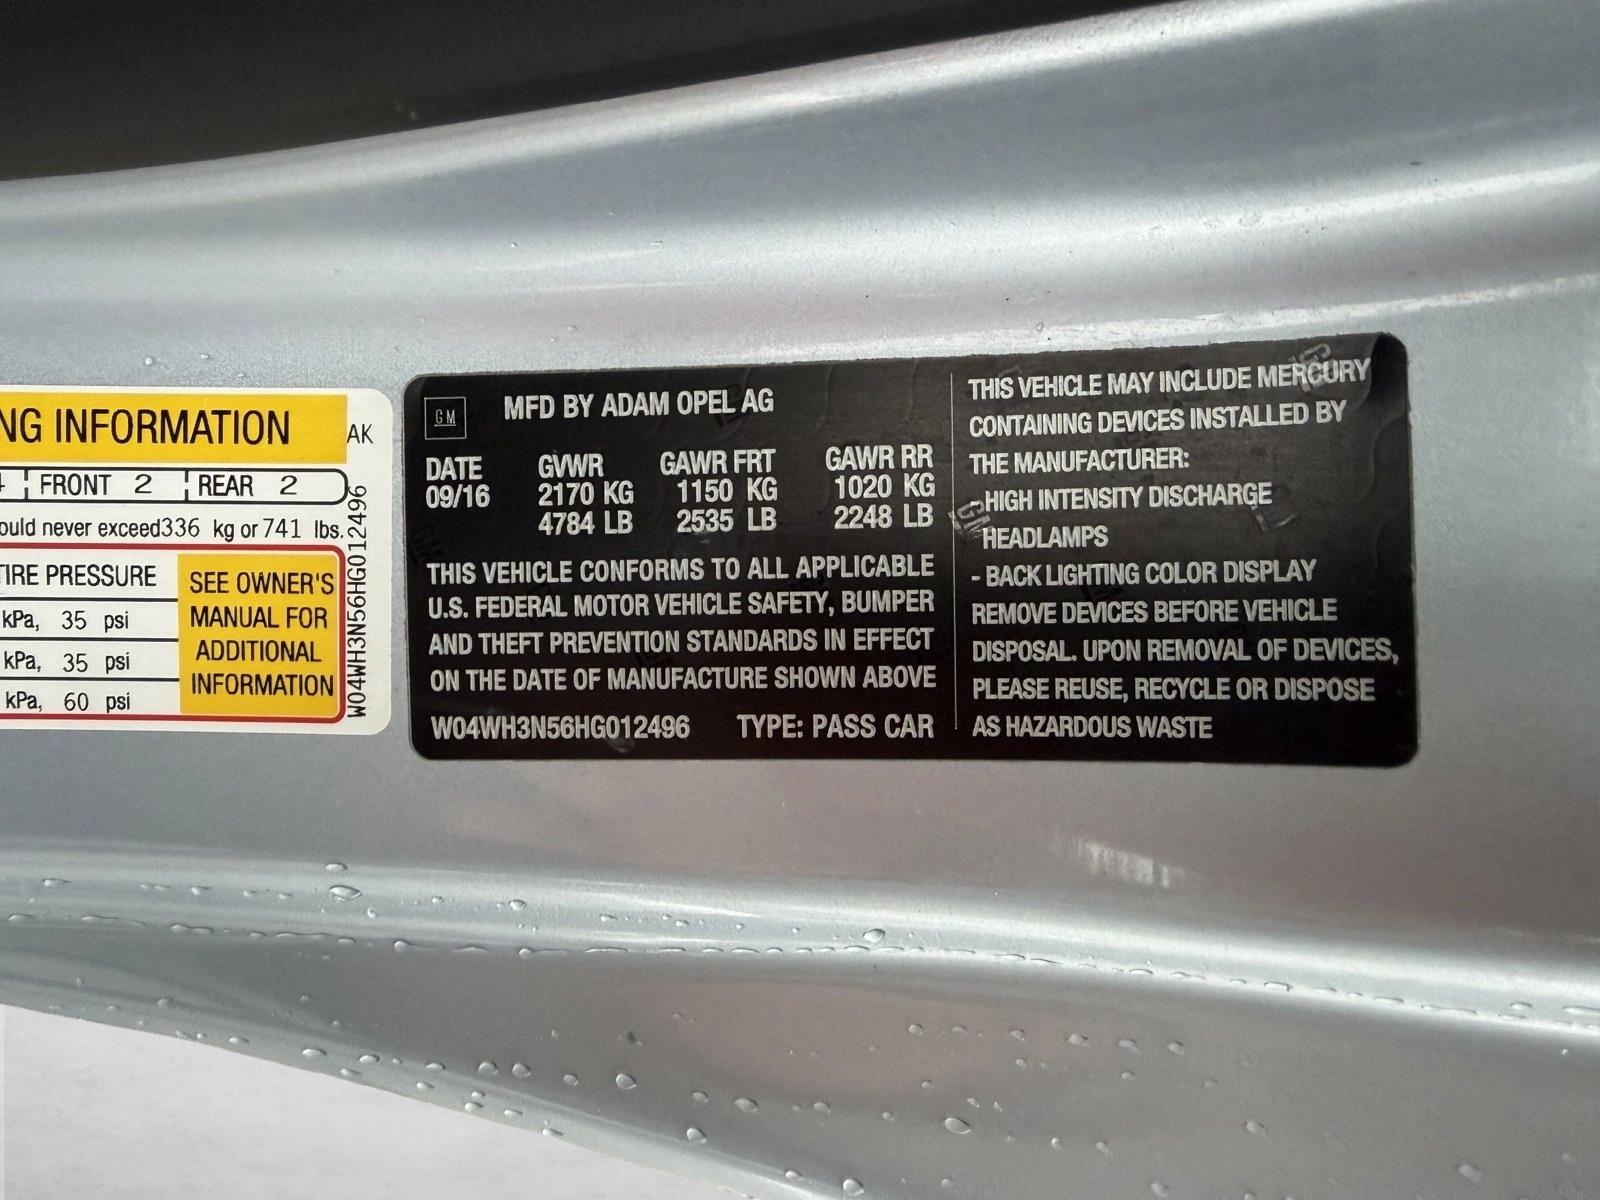 NG INFORMATION
AK
FRONT 2 REAR 2
ould never exceed 336 kg or 741 lbs.
TIRE PRESSURE
kPa, 35 psi
kPa, 35 psi
kPa, 60 psi
SEE OWNER'S
MANUAL FOR
ADDITIONAL
INFORMATION
W04WH3N56HG012496
GM
MFD BY ADAM OPEL AG
DATE GVWR GAWR FRT GAWR RR
09/16 2170 KG 1150 KG 1020 KG
4784 LB 2535 LB 2248 LB
THIS VEHICLE CONFORMS TO ALL APPLICABLE
U.S. FEDERAL MOTOR VEHICLE SAFETY, BUMPER
AND THEFT PREVENTION STANDARDS IN EFFECT
ON THE DATE OF MANUFACTURE SHOWN ABOVE
W04WH3N56HG012496 TYPE: PASS CAR
THIS VEHICLE MAY INCLUDE MERCURY
CONTAINING DEVICES INSTALLED BY
THE MANUFACTURER:
- HIGH INTENSITY DISCHARGE
HEADLAMPS
- BACK LIGHTING COLOR DISPLAY
REMOVE DEVICES BEFORE VEHICLE
DISPOSAL. UPON REMOVAL OF DEVICES,
PLEASE REUSE, RECYCLE OR DISPOSE
AS HAZARDOUS WASTE